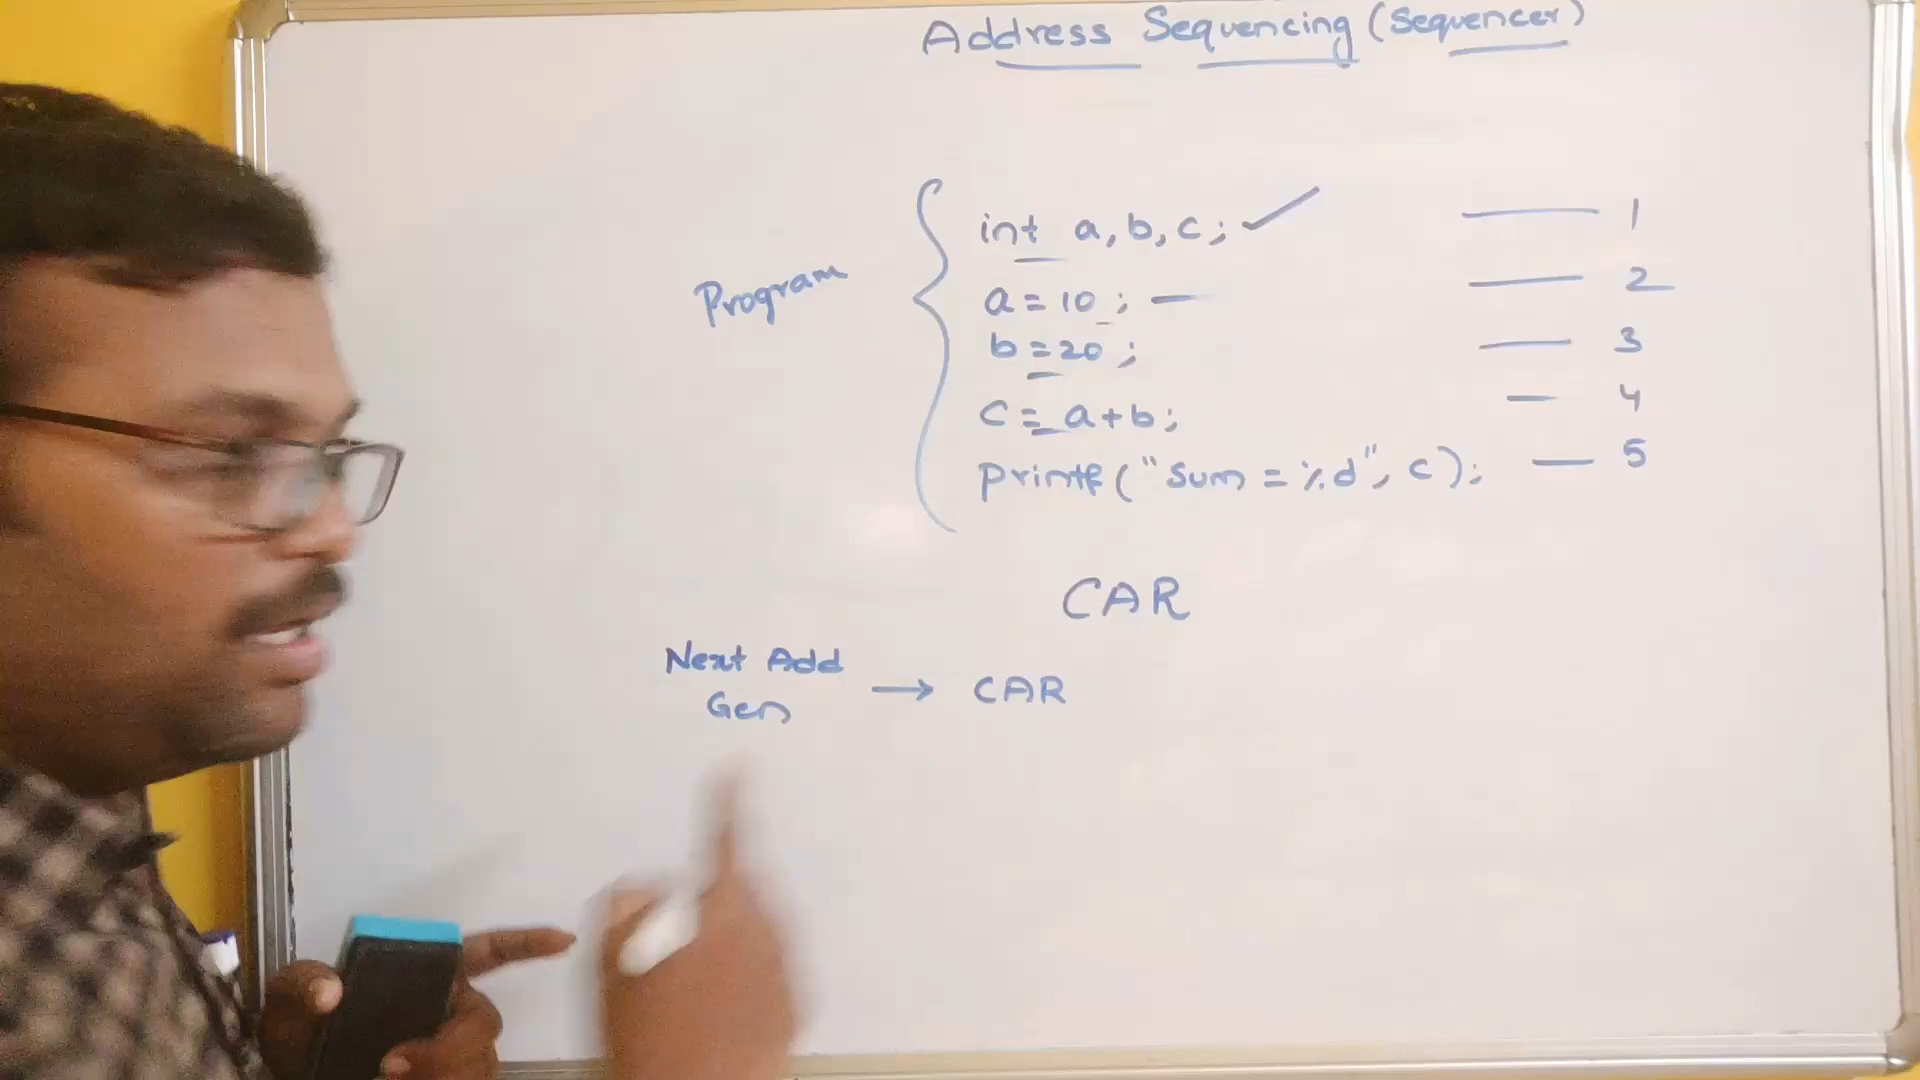 Address Sequencing (Sequencer)
Program
int a, b, c; 1
a = 10 ; 2
b = 20 ; 3
c = a+b; 4
printf ("Sum = %d", c); 5
CAR
Next Add
Gen → CAR